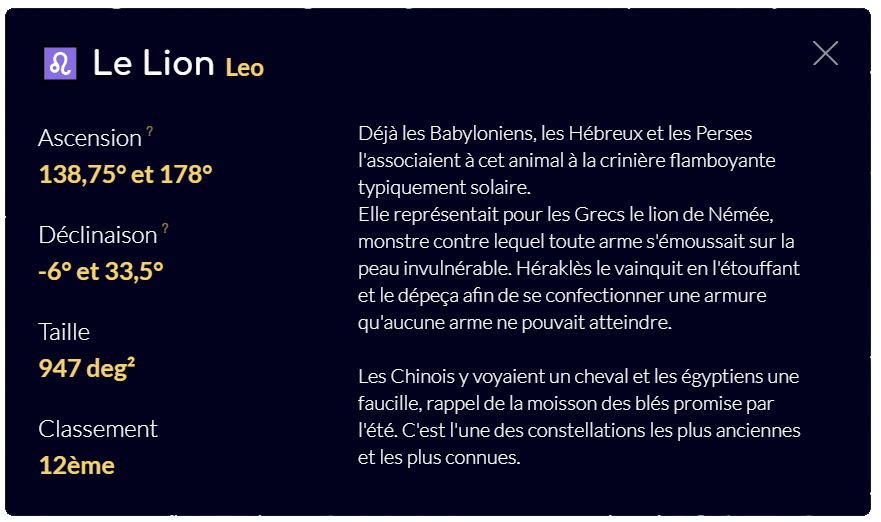 ♌ Le Lion Leo
Ascension ?
138,75° et 178°
Déclinaison ?
-6° et 33,5°
Taille
947 deg²
Classement
12ème
Déjà les Babyloniens, les Hébreux et les Perses
l'associaient à cet animal à la crinière flamboyante
typiquement solaire.
Elle représentait pour les Grecs le lion de Némée,
monstre contre lequel toute arme s'émoussait sur la
peau invulnérable. Héraklès le vainquit en l'étouffant
et le dépeça afin de se confectionner une armure
qu'aucune arme ne pouvait atteindre.
Les Chinois y voyaient un cheval et les égyptiens une
faucille, rappel de la moisson des blés promise par
l'été. C'est l'une des constellations les plus anciennes
et les plus connues.